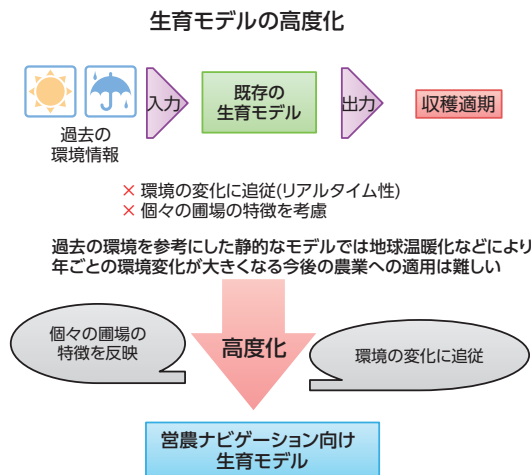 生育モデルの高度化
過去の
環境情報
入力
既存の
生育モデル
出力
収穫適期
× 環境の変化に追従(リアルタイム性)
× 個々の圃場の特徴を考慮
過去の環境を参考にした静的なモデルでは地球温暖化などにより
年ごとの環境変化が大きくなる今後の農業への適用は難しい
個々の圃場の
特徴を反映
高度化
環境の変化に追従
営農ナビゲーション向け
生育モデル